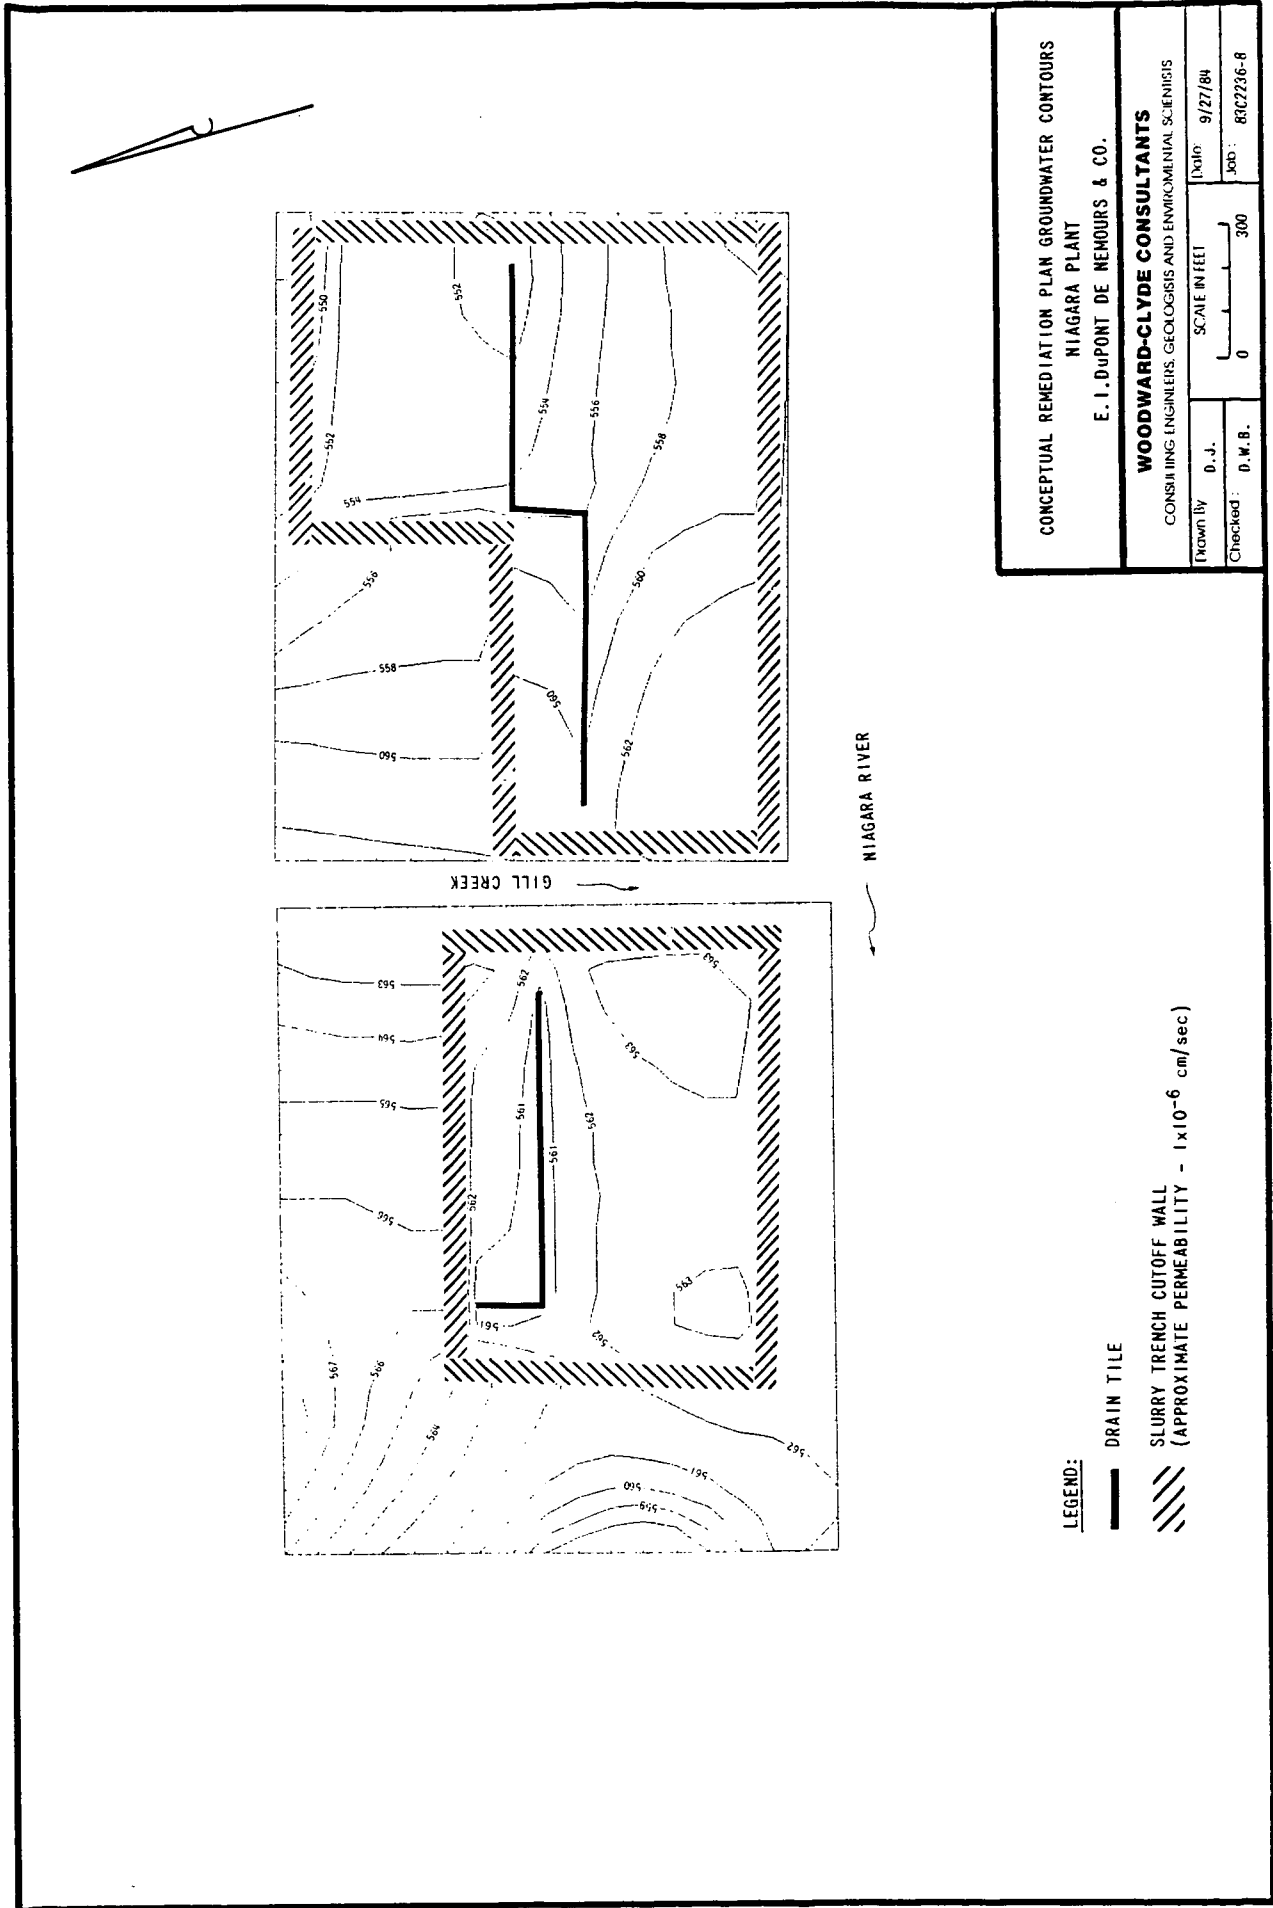 CONCEPTUAL REMEDIATION PLAN GROUNDWATER CONTOURS
NIAGARA PLANT
E.I.DuPONT DE NEMOURS & CO.
WOODWARD-CLYDE CONSULTANTS
CONSULTING ENGINEERS, GEOLOGISTS AND ENVIROMENTAL SCIENTISTS
Drawn By D.J.
SCALE IN FEET
Date: 9/27/84
Checked: D.W.B.
0 300
Job: 83C2236-8
GILL CREEK
NIAGARA RIVER
550
552
554
552
554
556
558
556
558
560
560
560
562
563
564
565
566
567
566
564
562
561
560
559
562
562
561
561
562
562
561
563
563
563
562
LEGEND:
DRAIN TILE
SLURRY TRENCH CUTOFF WALL
(APPROXIMATE PERMEABILITY - 1x10-6 cm/sec)